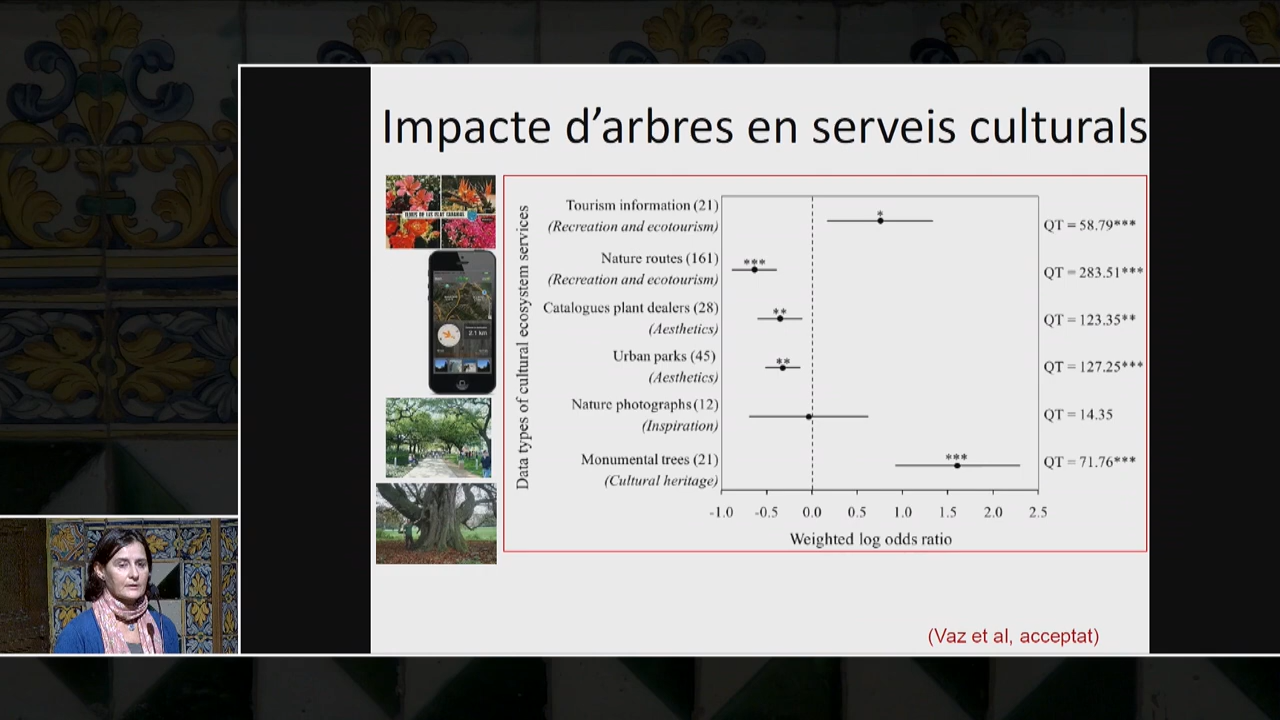 Impacte d’arbres en serveis culturals
Data types of cultural ecosystem services
Tourism information (21)
(Recreation and ecotourism)
Nature routes (161)
(Recreation and ecotourism)
Catalogues plant dealers (28)
(Aesthetics)
Urban parks (45)
(Aesthetics)
Nature photographs (12)
(Inspiration)
Monumental trees (21)
(Cultural heritage)
*
***
**
**
***
QT = 58.79***
QT = 283.51***
QT = 123.35**
QT = 127.25***
QT = 14.35
QT = 71.76***
-1.0 -0.5 0.0 0.5 1.0 1.5 2.0 2.5
Weighted log odds ratio
2.1 km
(Vaz et al, acceptat)